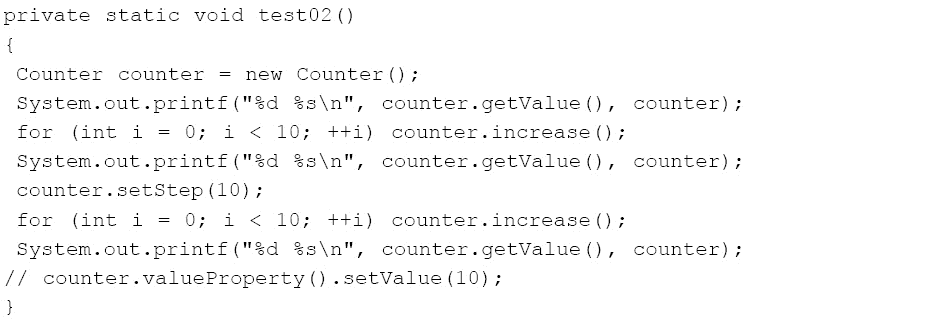 private static void test02()
{
 Counter counter = new Counter();
 System.out.printf("%d %s\n", counter.getValue(), counter);
 for (int i = 0; i < 10; ++i) counter.increase();
 System.out.printf("%d %s\n", counter.getValue(), counter);
 counter.setStep(10);
 for (int i = 0; i < 10; ++i) counter.increase();
 System.out.printf("%d %s\n", counter.getValue(), counter);
// counter.valueProperty().setValue(10);
}